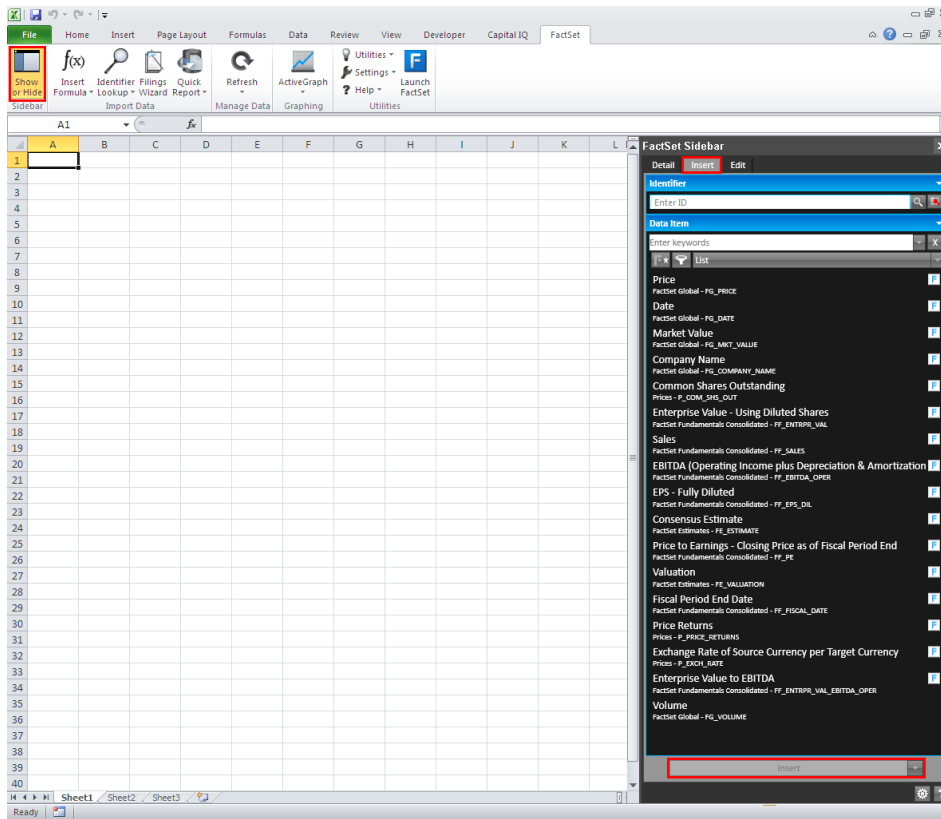 File Home Insert Page Layout Formulas Data Review View Developer Capital IQ FactSet
Show or Hide
Insert Formula
Identifier Lookup
Filings Wizard
Quick Report
Refresh
ActiveGraph
Utilities
Settings
? Help
Launch FactSet
Sidebar Import Data Manage Data Graphing Utilities
A1 fx
A B C D E F G H I J K L
1
2
3
4
5
6
7
8
9
10
11
12
13
14
15
16
17
18
19
20
21
22
23
24
25
26
27
28
29
30
31
32
33
34
35
36
37
38
39
40
Sheet1 Sheet2 Sheet3
Ready
FactSet Sidebar
Detail Insert Edit
Identifier
Enter ID
Data Item
Enter keywords
List
Price
FactSet Global - FG_PRICE
Date
FactSet Global - FG_DATE
Market Value
FactSet Global - FG_MKT_VALUE
Company Name
FactSet Global - FG_COMPANY_NAME
Common Shares Outstanding
Prices - P_COM_SHS_OUT
Enterprise Value - Using Diluted Shares
FactSet Fundamentals Consolidated - FF_ENTRPR_VAL
Sales
FactSet Fundamentals Consolidated - FF_SALES
EBITDA (Operating Income plus Depreciation & Amortization
FactSet Fundamentals Consolidated - FF_EBITDA_OPER
EPS - Fully Diluted
FactSet Fundamentals Consolidated - FF_EPS_DIL
Consensus Estimate
FactSet Estimates - FE_ESTIMATE
Price to Earnings - Closing Price as of Fiscal Period End
FactSet Fundamentals Consolidated - FF_PE
Valuation
FactSet Estimates - FE_VALUATION
Fiscal Period End Date
FactSet Fundamentals Consolidated - FF_FISCAL_DATE
Price Returns
Prices - P_PRICE_RETURNS
Exchange Rate of Source Currency per Target Currency
Prices - P_EXCH_RATE
Enterprise Value to EBITDA
FactSet Fundamentals Consolidated - FF_ENTRPR_VAL_EBITDA_OPER
Volume
FactSet Global - FG_VOLUME
Insert